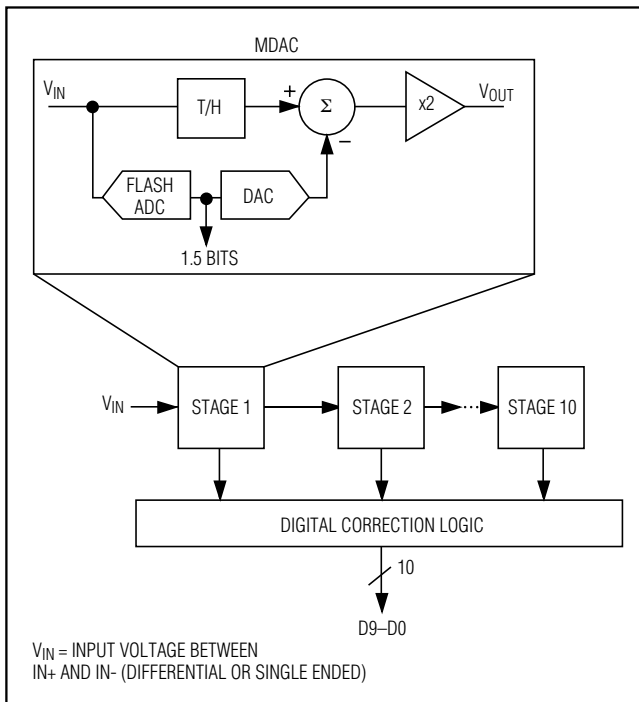 MDAC
VIN
T/H
+
Σ
−
x2
VOUT
FLASH
ADC
DAC
1.5 BITS
VIN
STAGE 1
STAGE 2
STAGE 10
DIGITAL CORRECTION LOGIC
10
D9–D0
VIN = INPUT VOLTAGE BETWEEN
IN+ AND IN- (DIFFERENTIAL OR SINGLE ENDED)